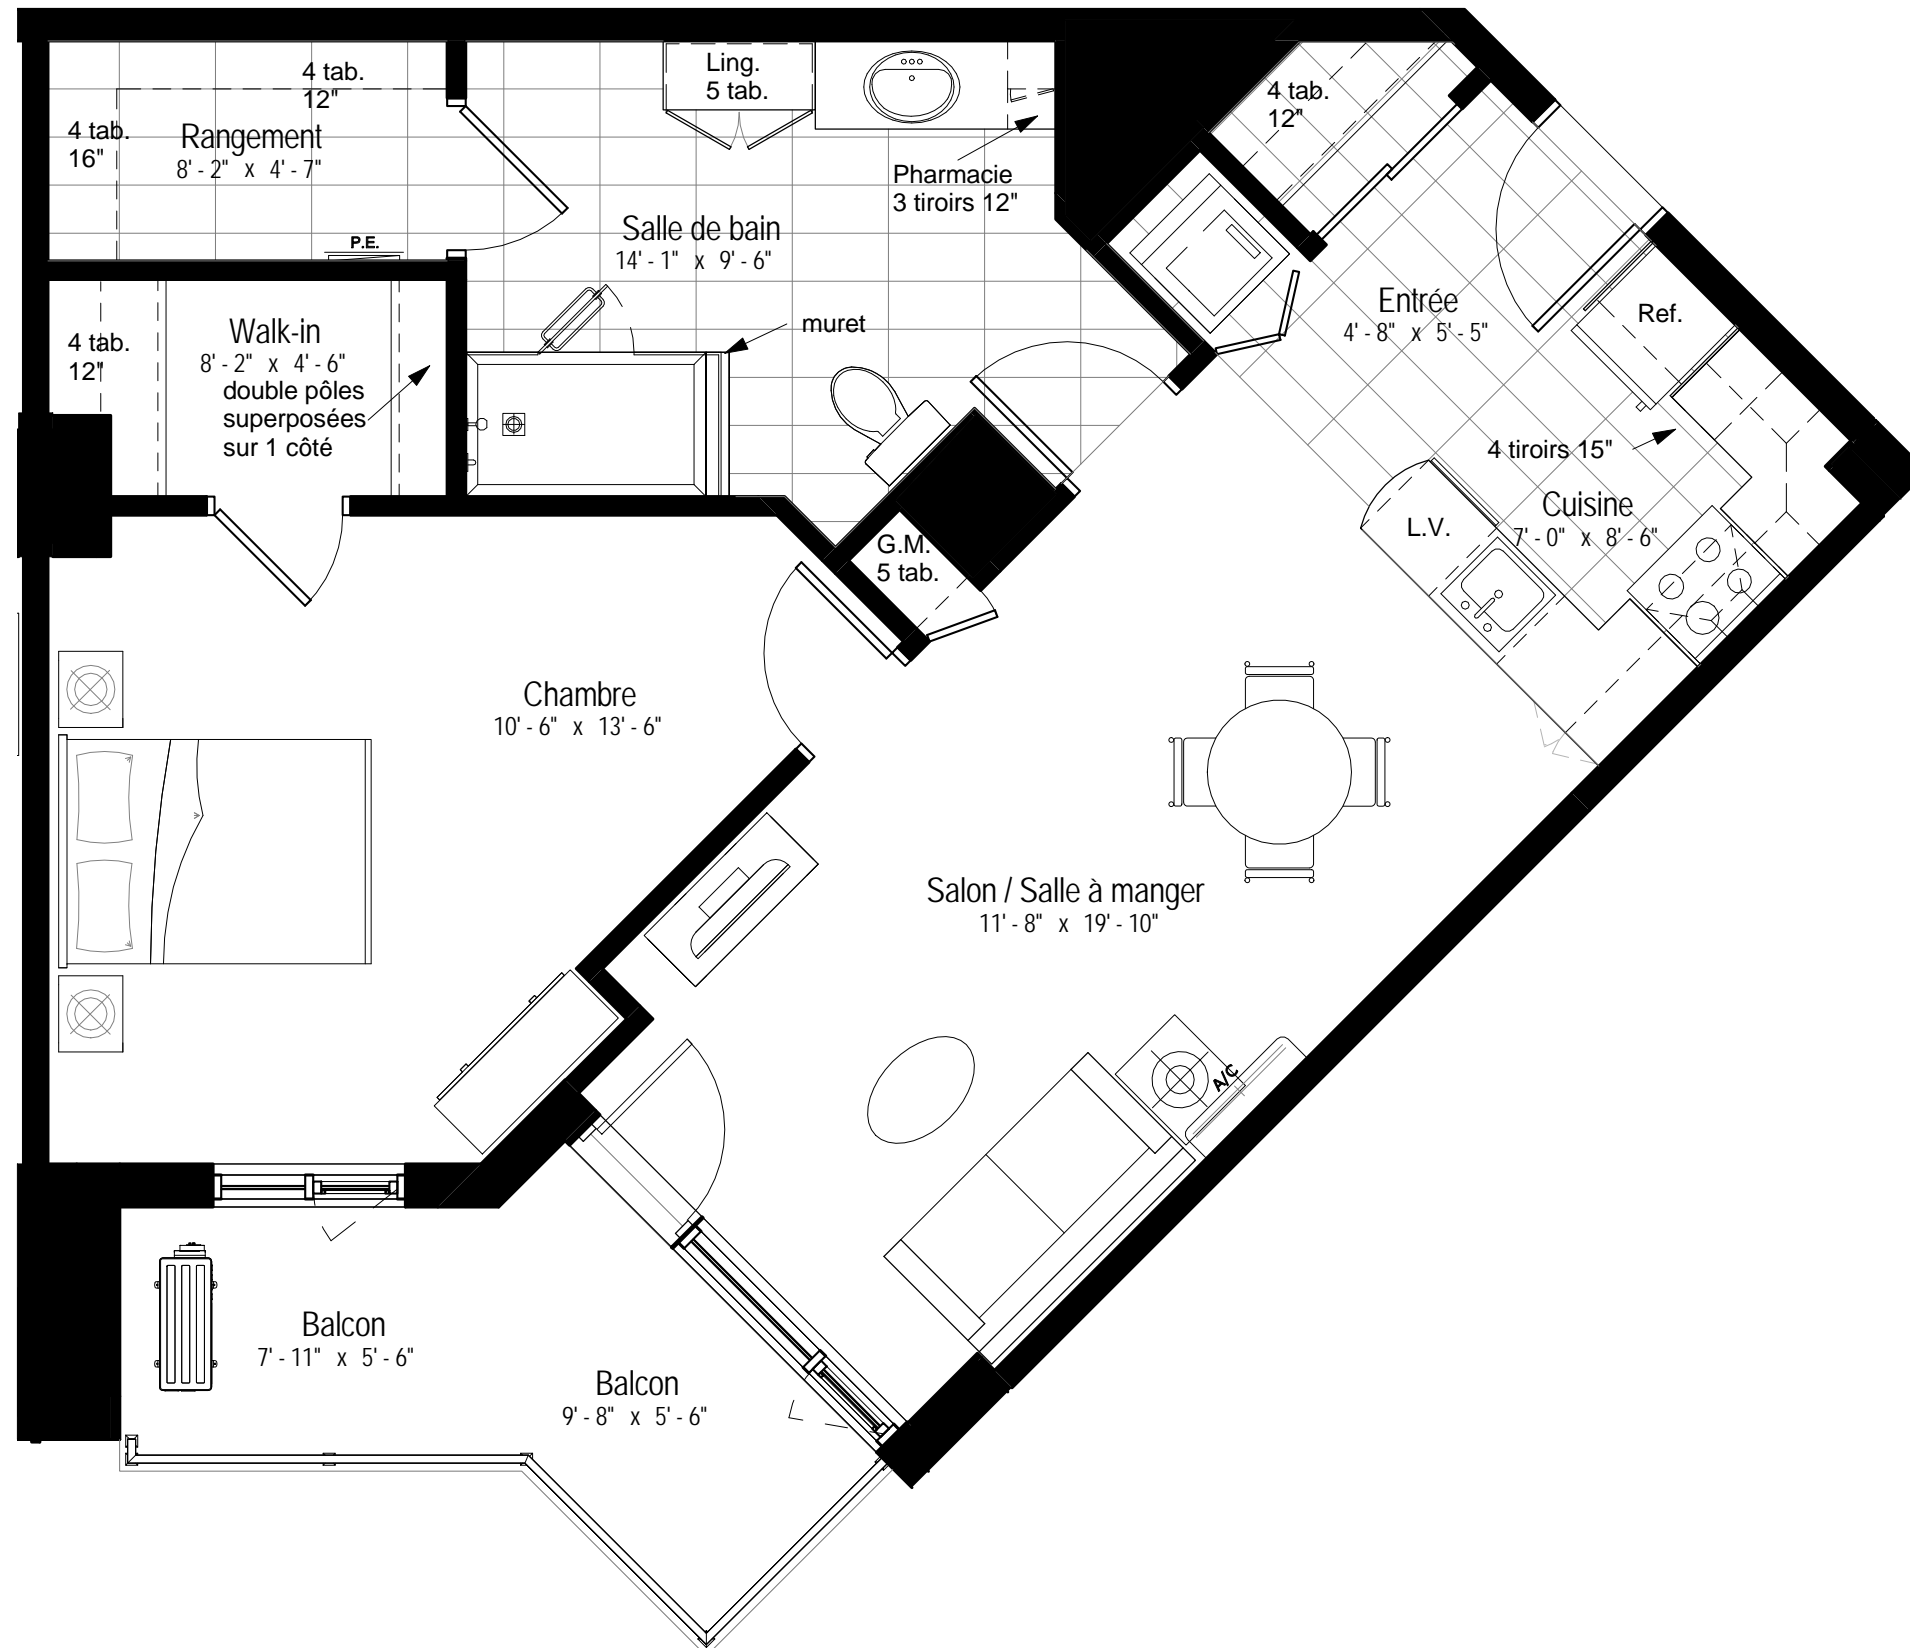 4 tab.
12"
4 tab.
16"
Rangement
8' - 2" x 4' - 7"
P.E.
Ling.
5 tab.
Pharmacie
3 tiroirs 12"
Salle de bain
14' - 1" x 9' - 6"
muret
4 tab.
12"
Entrée
4' - 8" x 5' - 5"
Ref.
4 tab.
12"
Walk-in
8' - 2" x 4' - 6"
double pôles
superposées
sur 1 côté
4 tiroirs 15"
Cuisine
7' - 0" x 8' - 6"
L.V.
G.M.
5 tab.
Chambre
10' - 6" x 13' - 6"
Salon / Salle à manger
11' - 8" x 19' - 10"
A/C
Balcon
7' - 11" x 5' - 6"
Balcon
9' - 8" x 5' - 6"